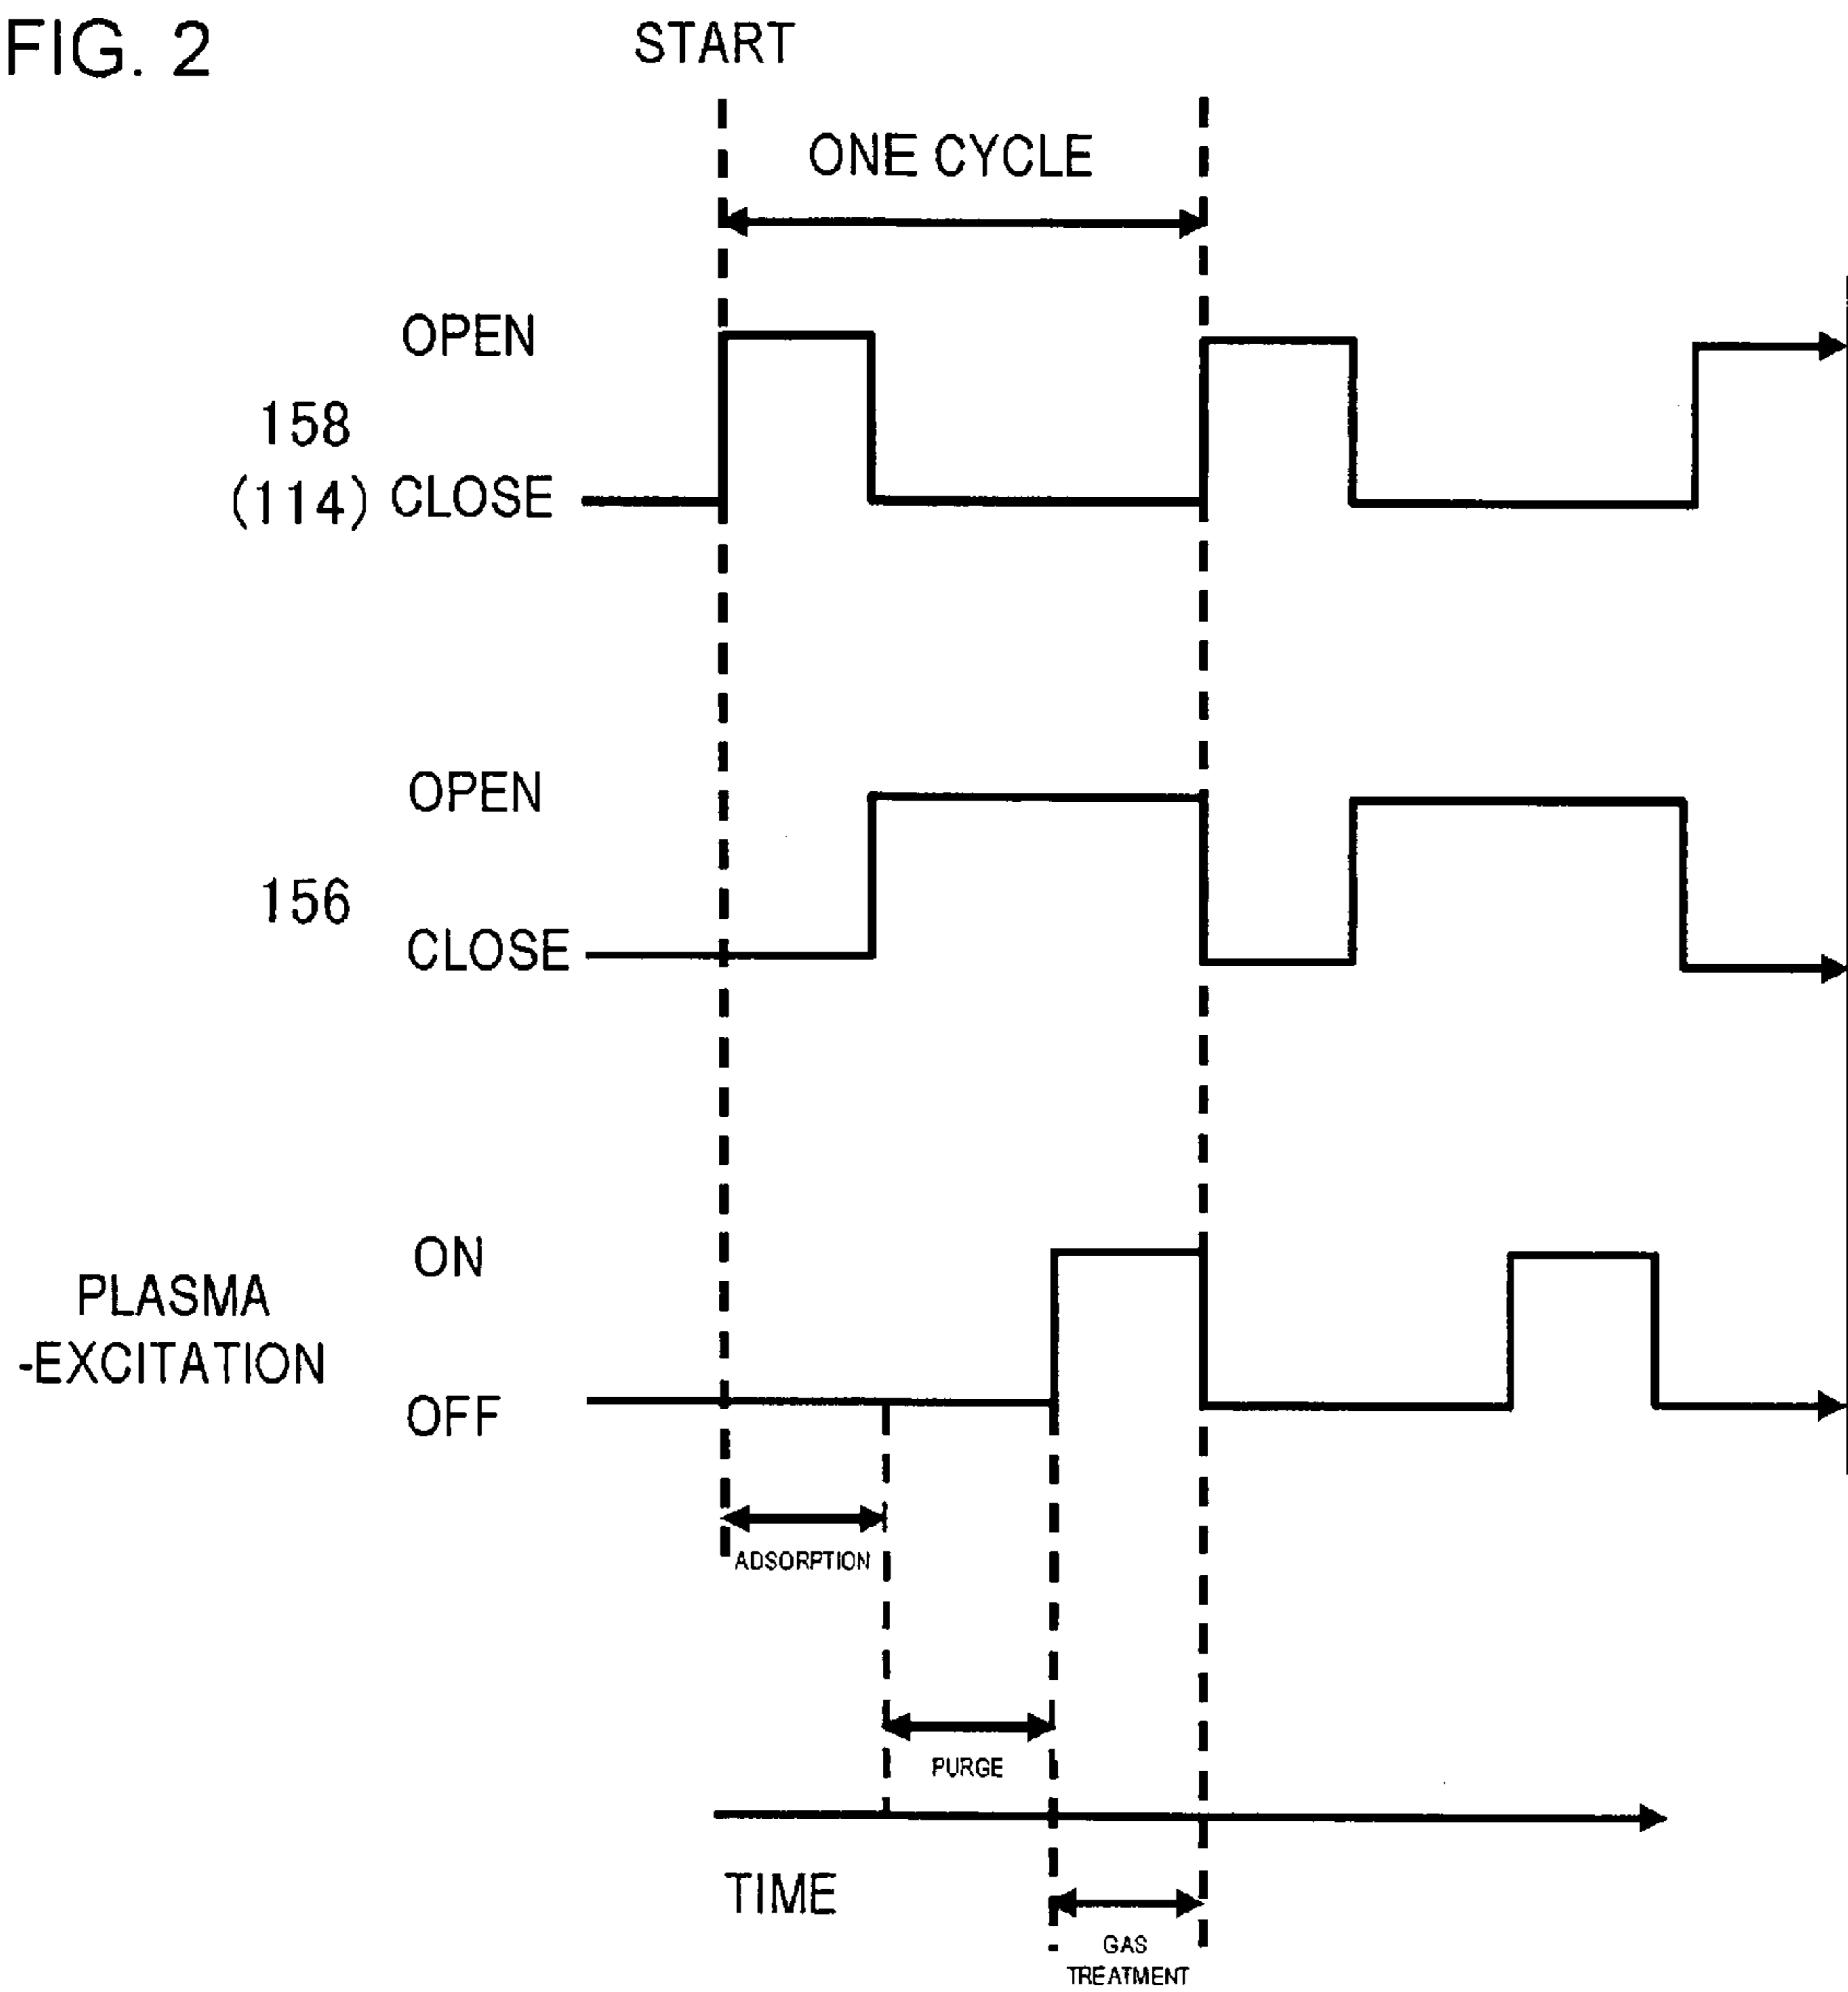 FIG. 2
START
ONE CYCLE
OPEN
158
(114) CLOSE
OPEN
156
CLOSE
ON
PLASMA
-EXCITATION
OFF
ADSORPTION
PURGE
TIME
GAS
TREATMENT